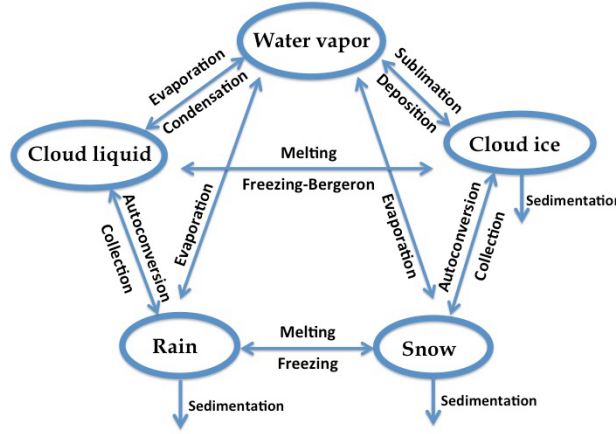 Water vapor
Evaporation
Condensation
Sublimation
Deposition
Cloud liquid
Cloud ice
Melting
Freezing-Bergeron
Sedimentation
Autoconversion
Collection
Evaporation
Evaporation
Autoconversion
Collection
Rain
Melting
Freezing
Snow
Sedimentation
Sedimentation